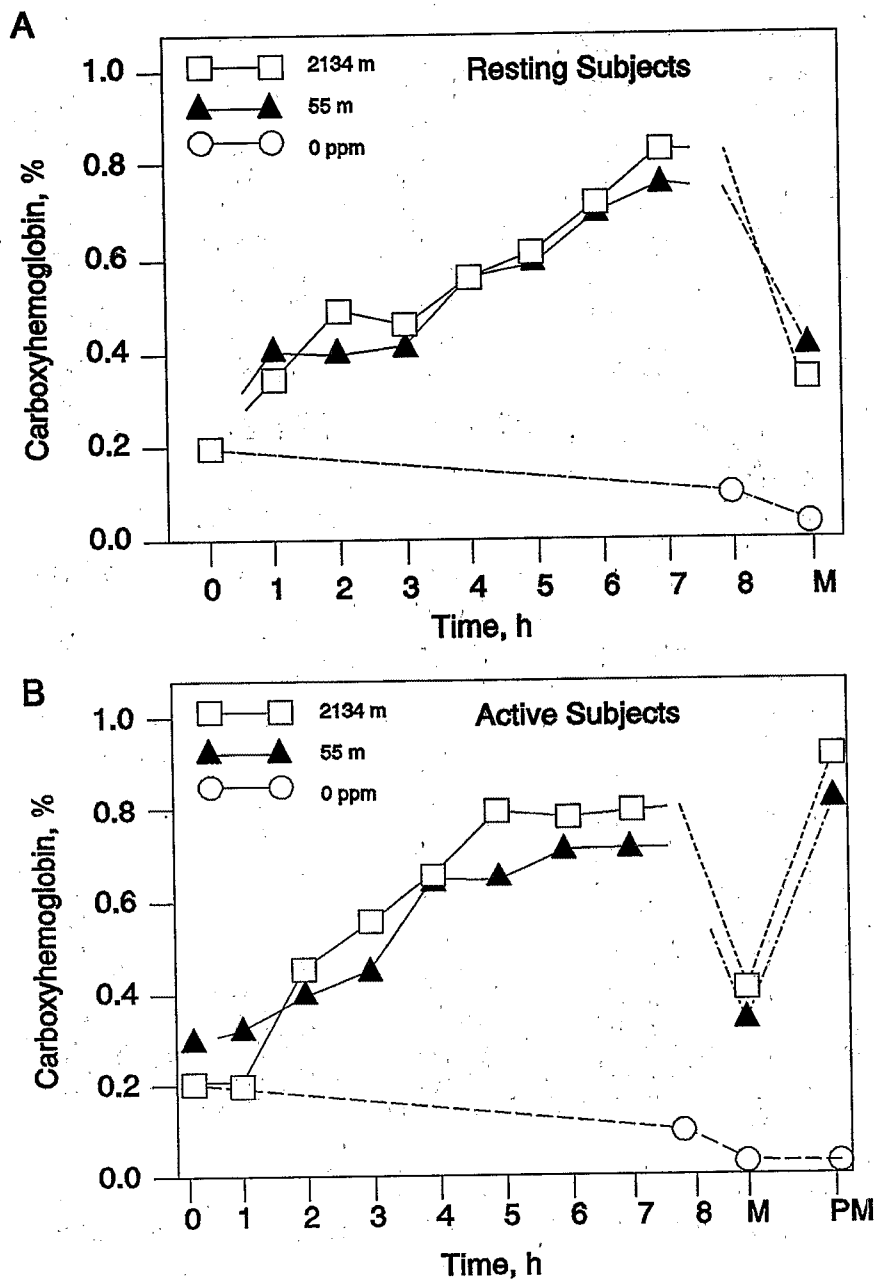 A
Resting Subjects
2134 m
55 m
0 ppm
Carboxyhemoglobin, %
1.0
0.8
0.6
0.4
0.2
0.0
0 1 2 3 4 5 6 7 8 M
Time, h
B
Active Subjects
2134 m
55 m
0 ppm
Carboxyhemoglobin, %
1.0
0.8
0.6
0.4
0.2
0.0
0 1 2 3 4 5 6 7 8 M PM
Time, h